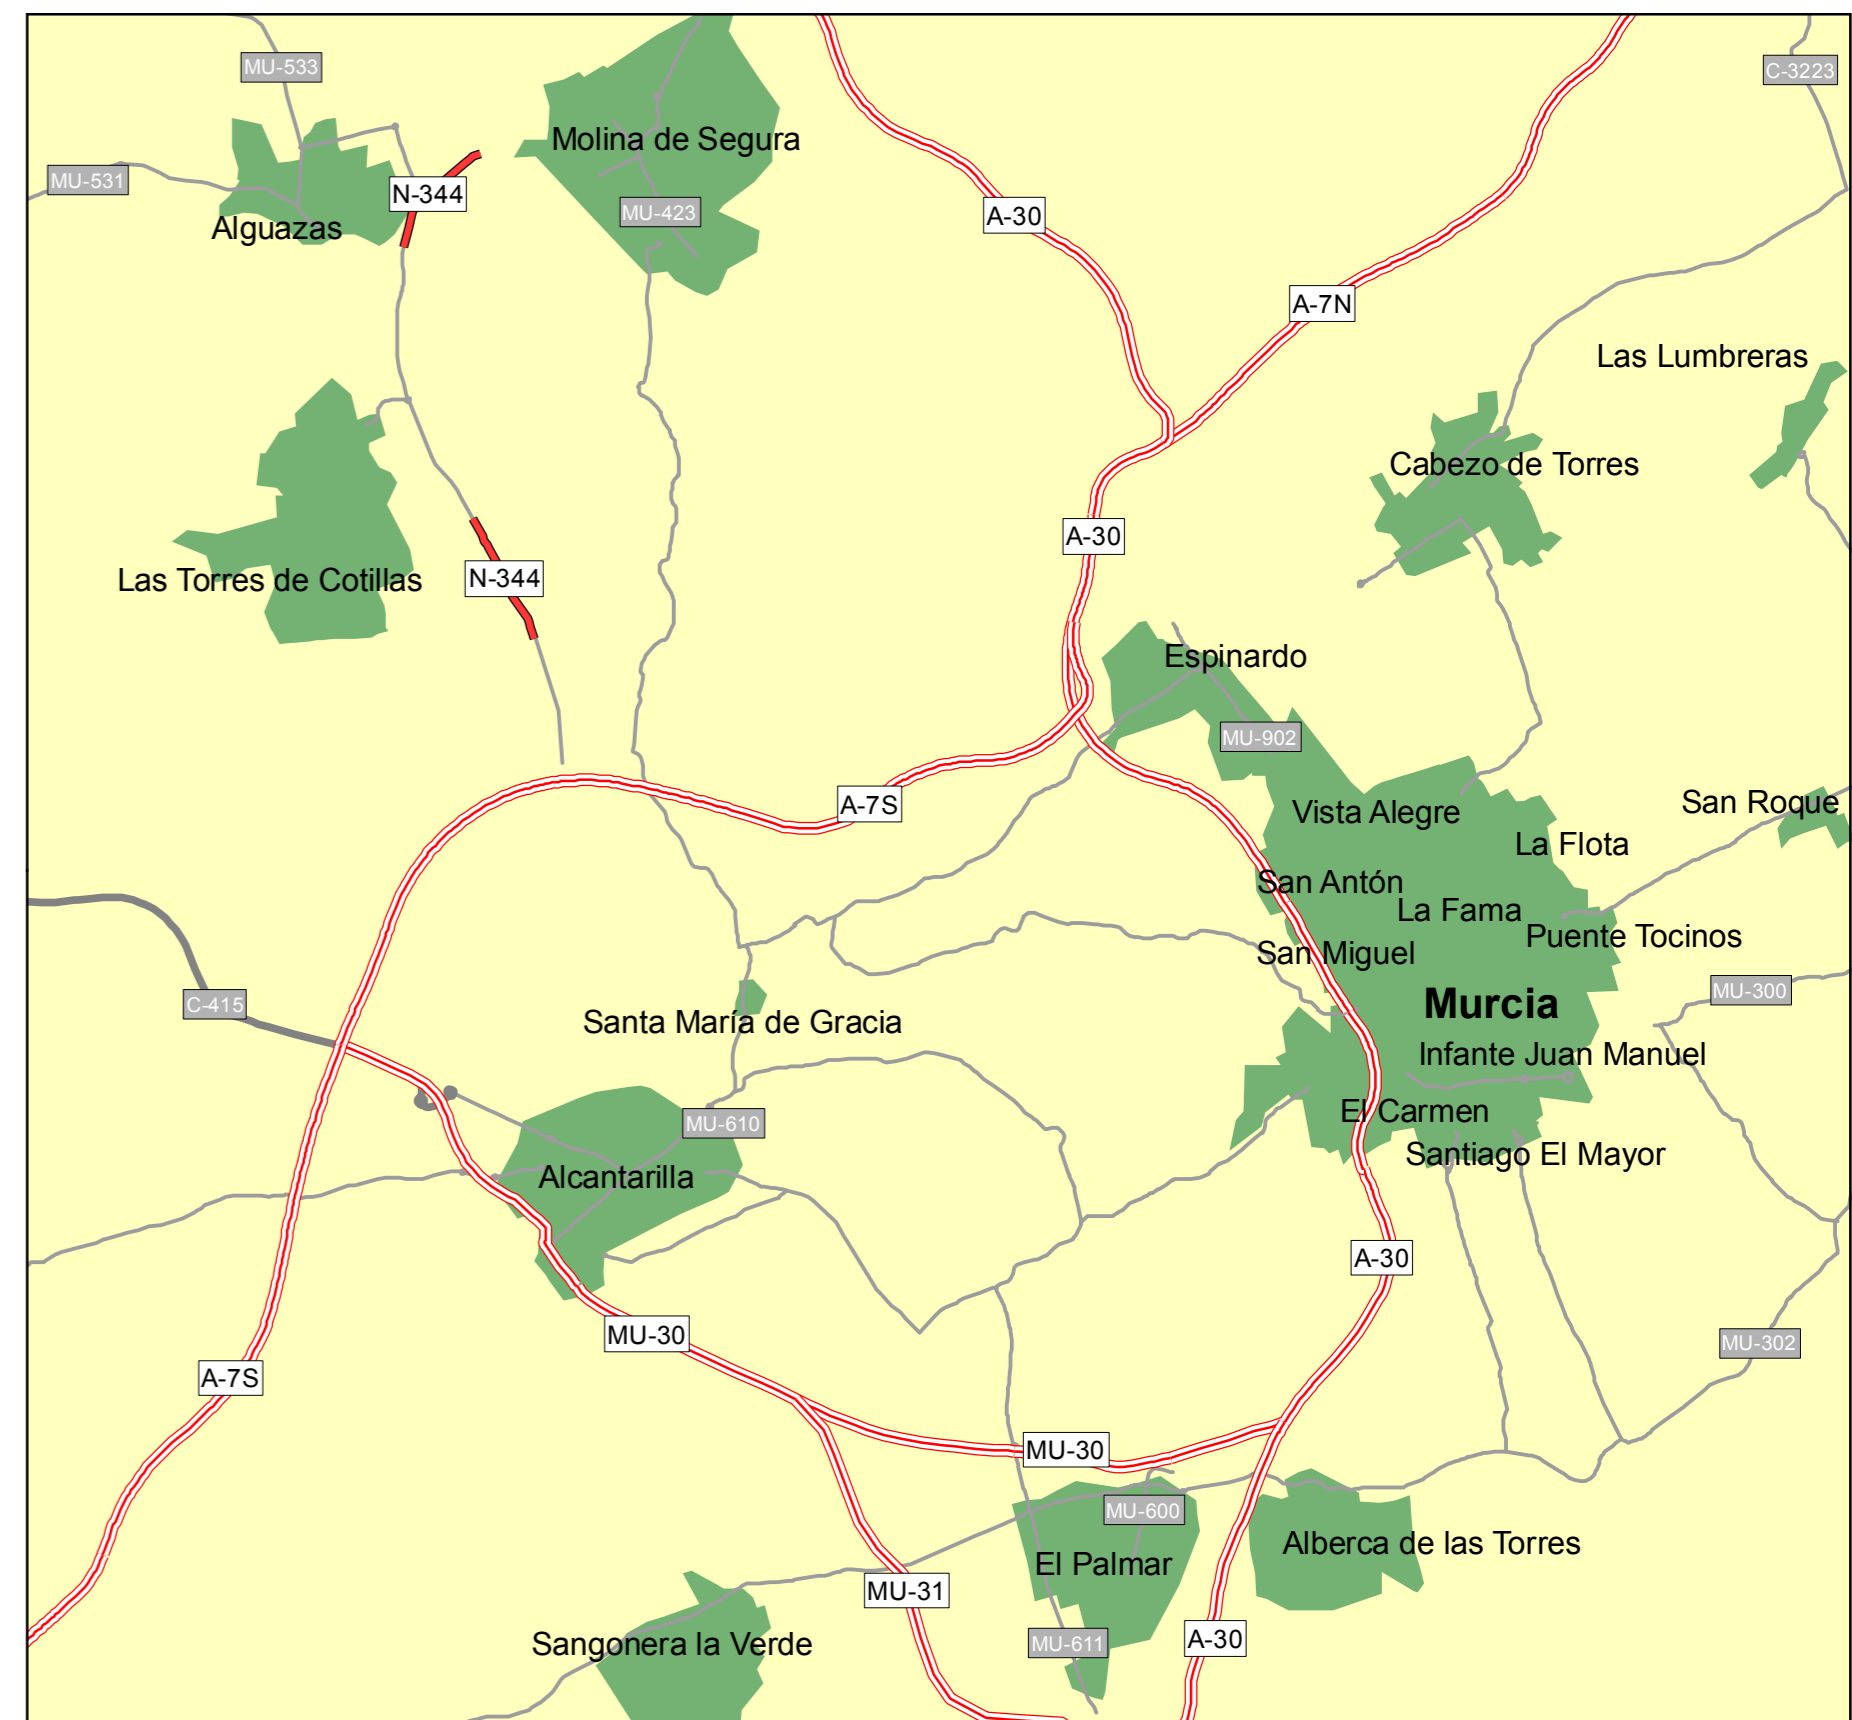 MU-533
C-3223
Molina de Segura
MU-531
N-344
MU-423
A-30
Alguazas
A-7N
Las Lumbreras
Cabezo de Torres
A-30
Las Torres de Cotillas
N-344
Espinardo
MU-902
A-7S
Vista Alegre
San Roque
La Flota
San Antón
La Fama
Puente Tocinos
San Miguel
MU-300
C-415
Murcia
Santa María de Gracia
Infante Juan Manuel
El Carmen
MU-610
Santiago El Mayor
Alcantarilla
A-30
MU-30
MU-302
A-7S
MU-30
MU-600
Alberca de las Torres
El Palmar
MU-31
Sangonera la Verde
MU-611
A-30